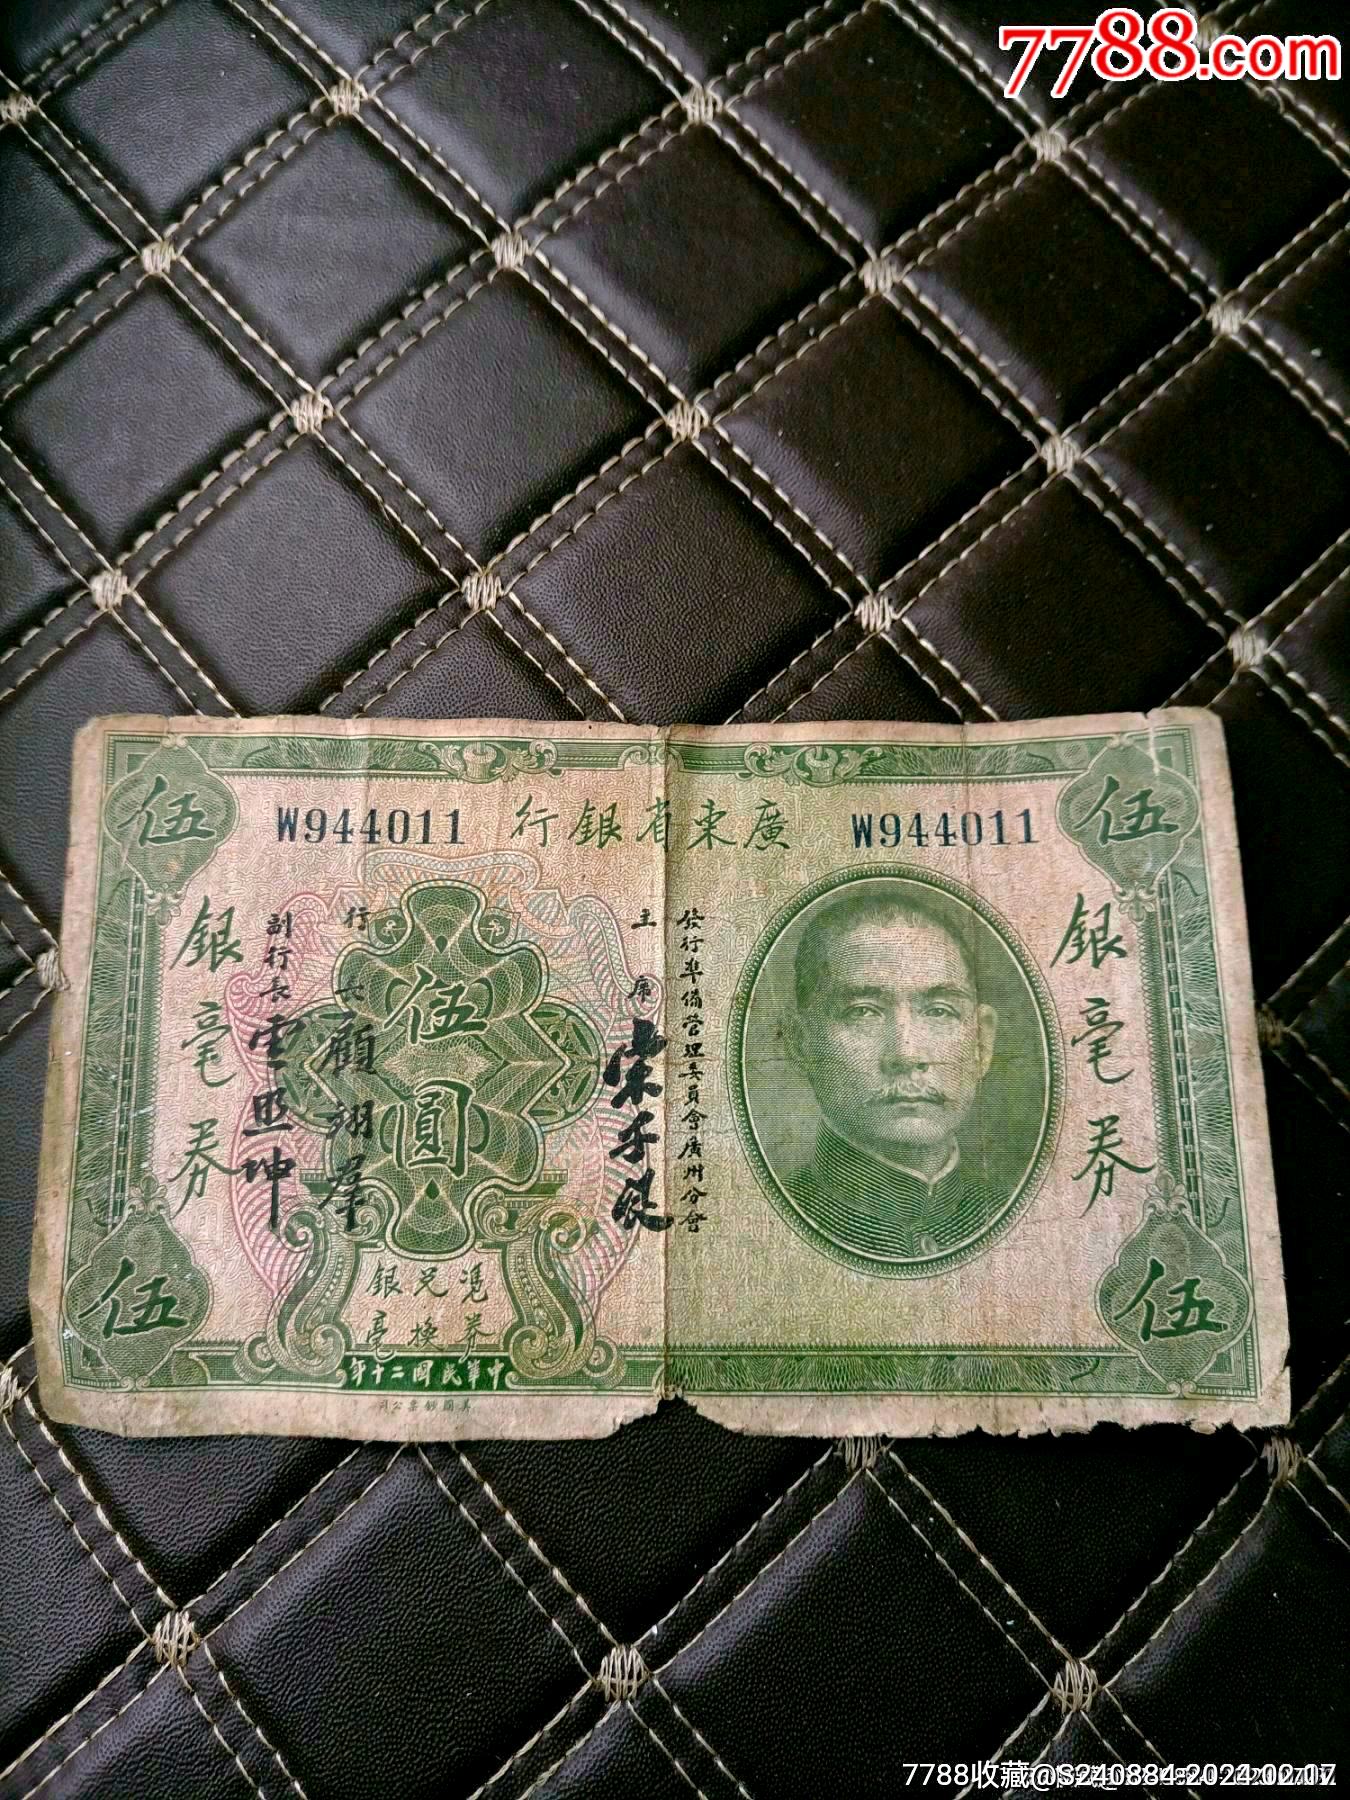 7788.com
伍
伍
W944011
廣東省銀行
W944011
銀毫券
銀毫券
發行準備管理委員會廣州分會
主席
宋子良
行長
顧翊羣
副行長
雲照坤
伍圓
憑券
兌換
銀毫
伍
伍
中華民國二十年
美國鈔票公司
7788收藏@s240884:2024:02.17